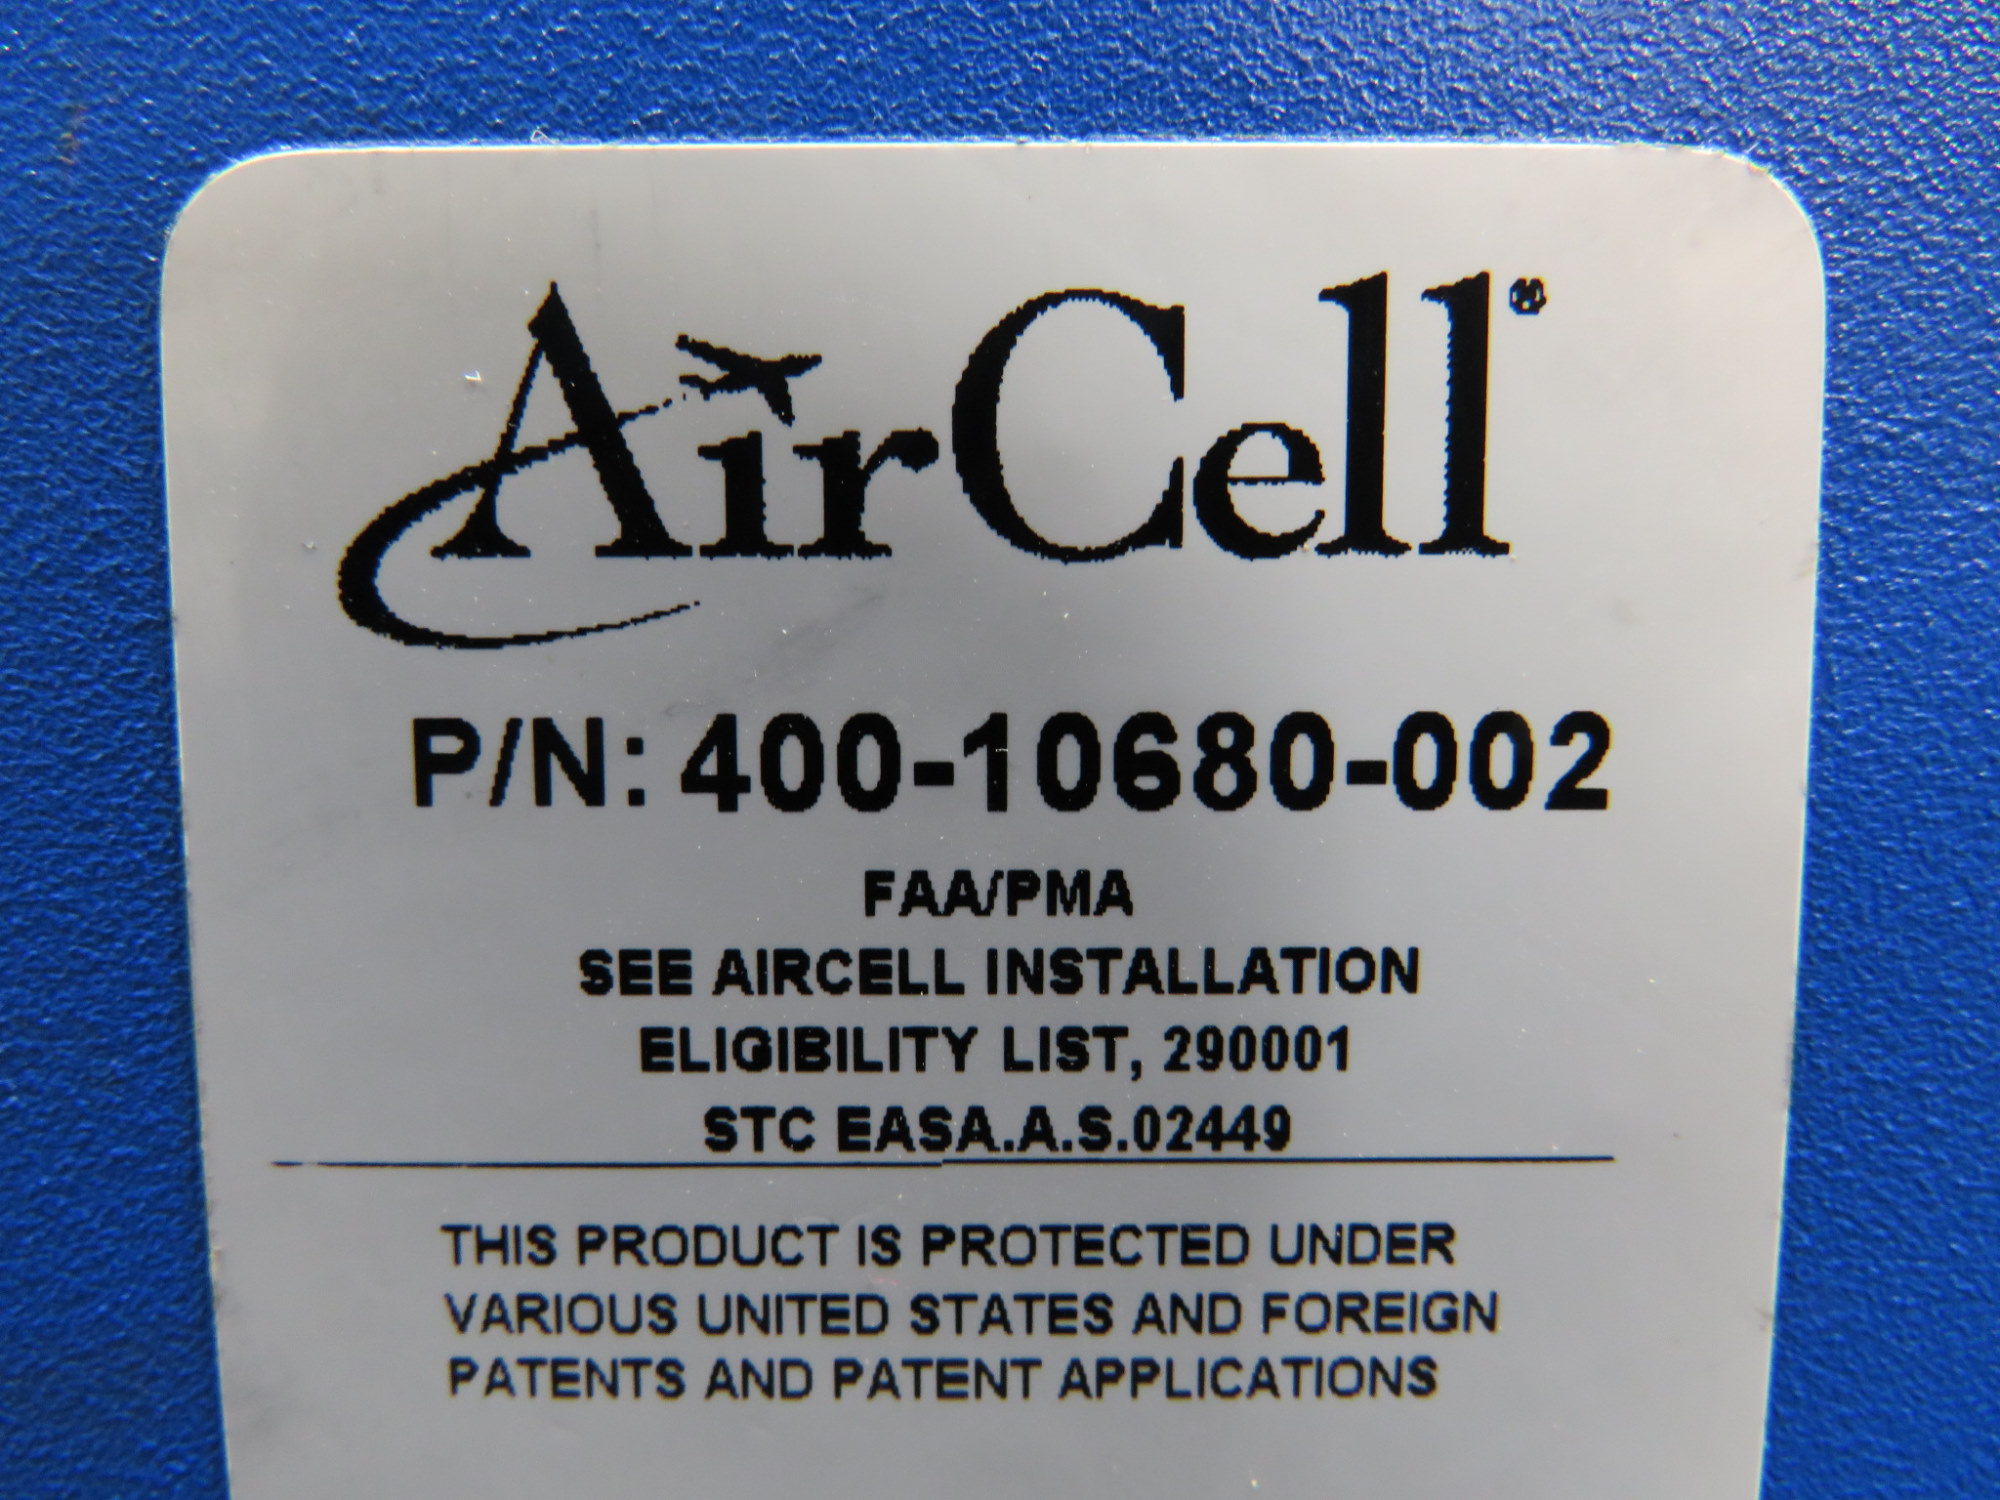 AirCell®
P/N: 400-10680-002
FAA/PMA
SEE AIRCELL INSTALLATION
ELIGIBILITY LIST, 290001
STC EASA.A.S.02449
THIS PRODUCT IS PROTECTED UNDER
VARIOUS UNITED STATES AND FOREIGN
PATENTS AND PATENT APPLICATIONS